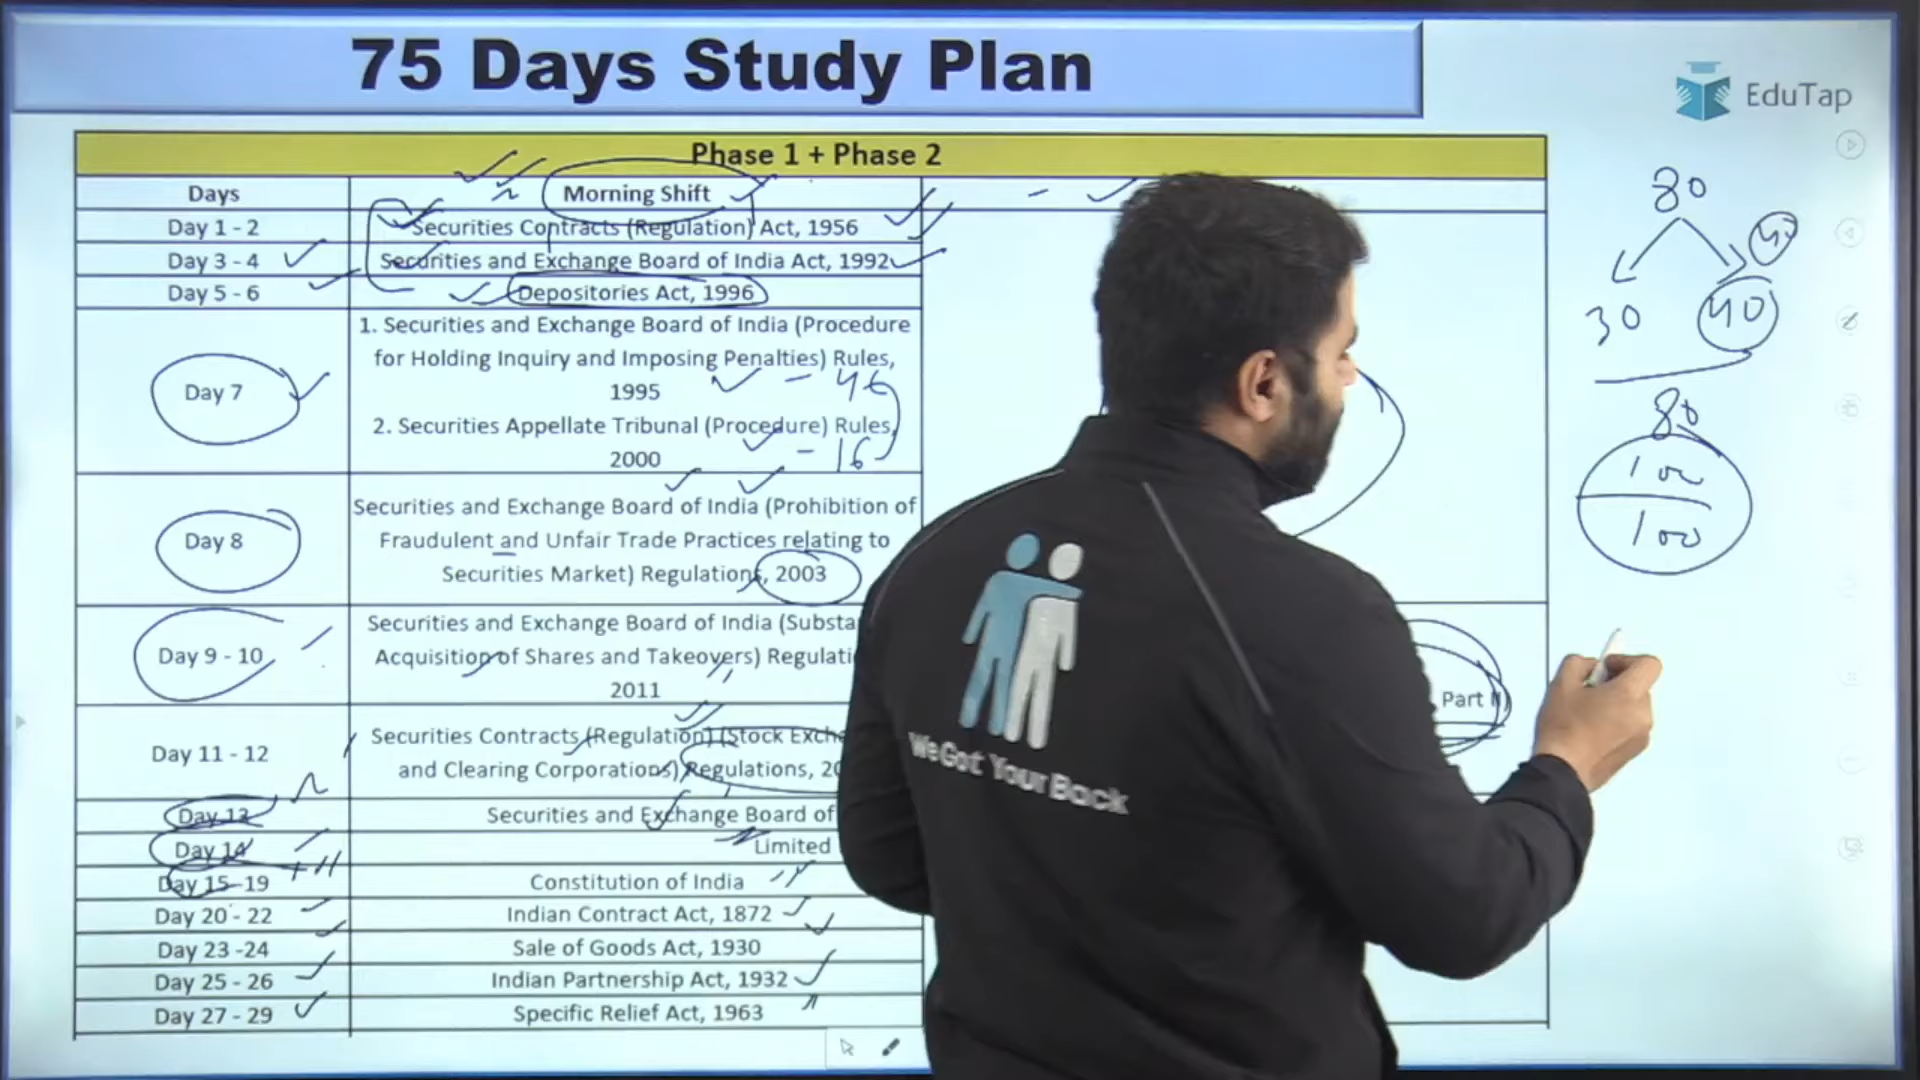 75 Days Study Plan
EduTap
Phase 1 + Phase 2
Days
Morning Shift
Day 1 - 2
Securities Contracts (Regulation) Act, 1956
Day 3 - 4
Securities and Exchange Board of India Act, 1992
Day 5 - 6
Depositories Act, 1996
Day 7
1. Securities and Exchange Board of India (Procedure
for Holding Inquiry and Imposing Penalties) Rules,
1995
- 46
2. Securities Appellate Tribunal (Procedure) Rules,
2000
- 16
Day 8
Securities and Exchange Board of India (Prohibition of
Fraudulent and Unfair Trade Practices relating to
Securities Market) Regulations, 2003
Day 9 - 10
Securities and Exchange Board of India (Substa
Acquisition of Shares and Takeovers) Regulati
2011
Part II)
Day 11 - 12
Securities Contracts (Regulation) (Stock Excha
and Clearing Corporations) Regulations, 20
Day 13
Securities and Exchange Board of
Day 14
Limited
Day 15-19
Constitution of India
Day 20 - 22
Indian Contract Act, 1872
Day 23 -24
Sale of Goods Act, 1930
Day 25 - 26
Indian Partnership Act, 1932
Day 27 - 29
Specific Relief Act, 1963
80
40
30
40
80
100
100
We Got Your Back